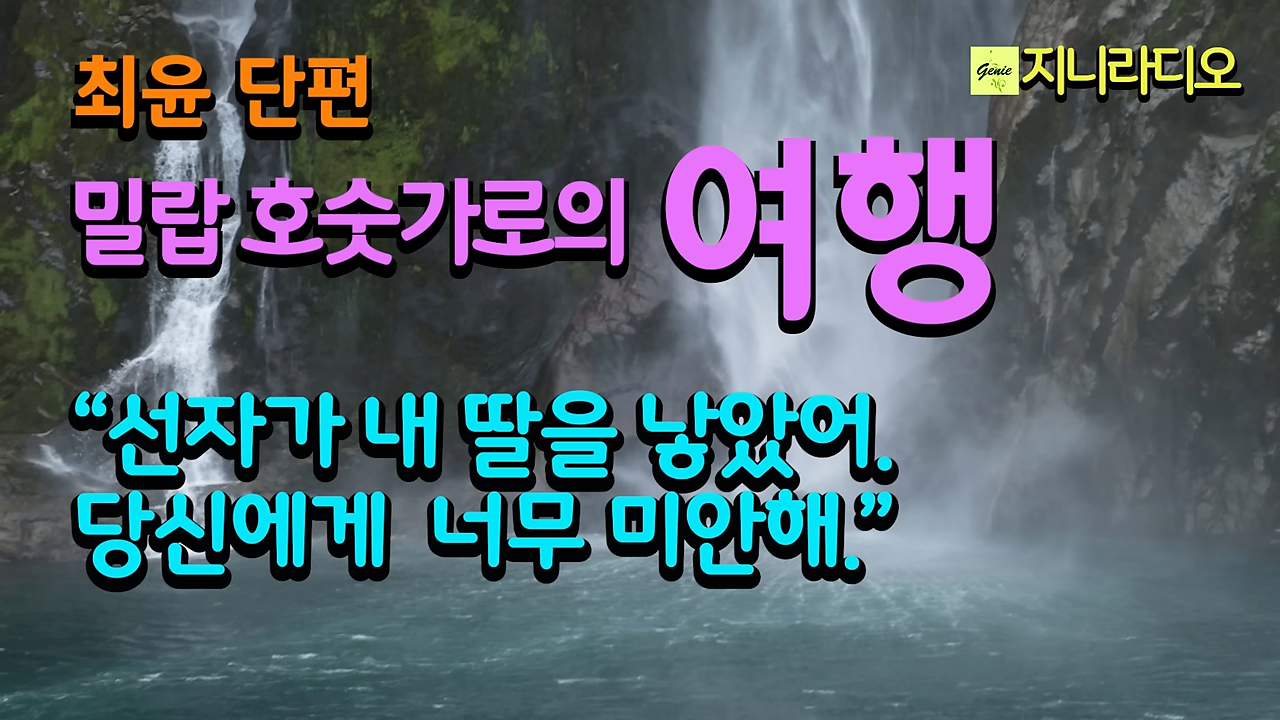 최윤 단편
Genie 지니라디오
밀랍 호숫가로의 여행
“선자가 내 딸을 낳았어.
당신에게 너무 미안해.”